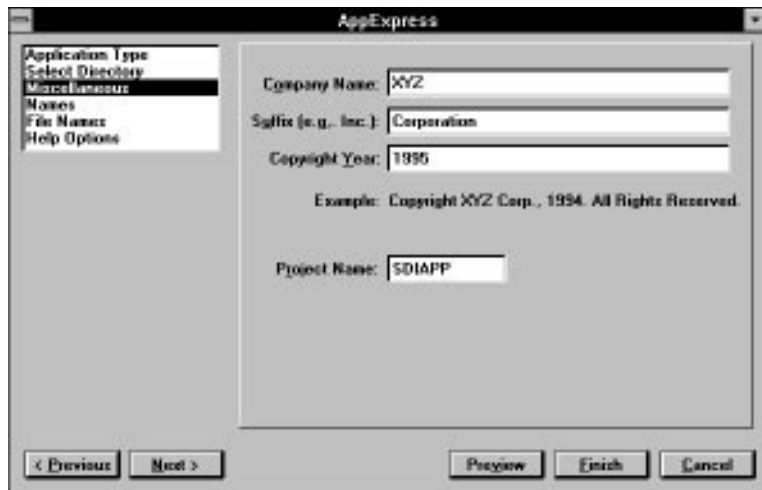 AppExpress
Application Type
Select Directory
Miscellaneous
Names
File Names
Help Options
Company Name: XYZ
Suffix (e.g,. Inc.): Corporation
Copyright Year: 1995
Example: Copyright XYZ Corp., 1994. All Rights Reserved.
Project Name: SDIAPP
< Previous
Next >
Preview
Finish
Cancel